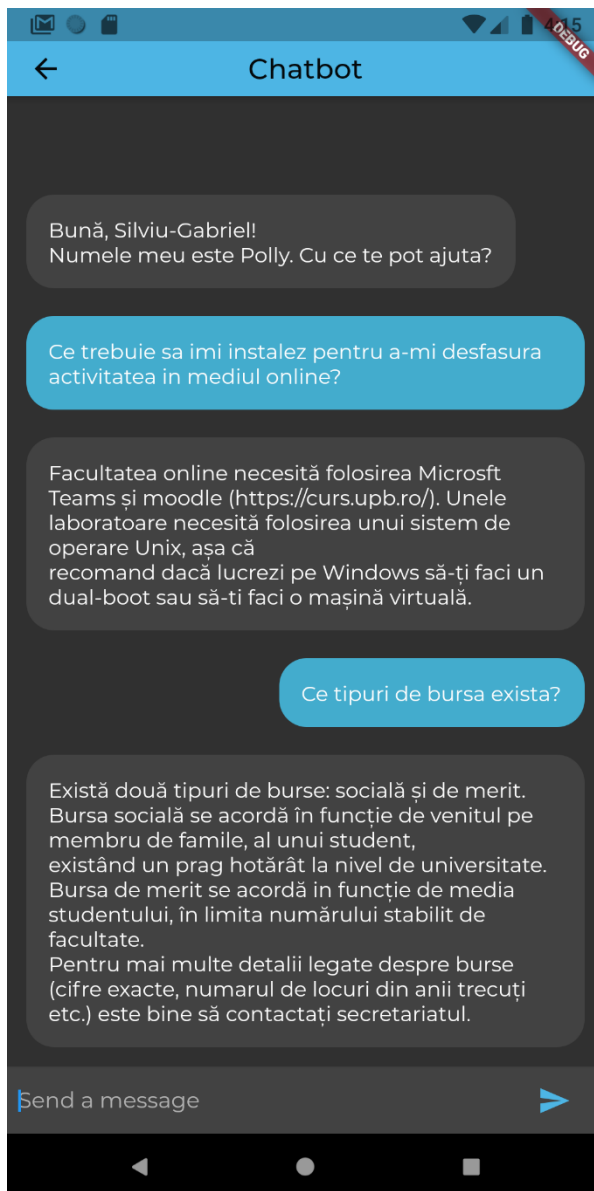 4:15
DEBUG
Chatbot
Bună, Silviu-Gabriel!
Numele meu este Polly. Cu ce te pot ajuta?
Ce trebuie sa imi instalez pentru a-mi desfasura
activitatea in mediul online?
Facultatea online necesită folosirea Microsft
Teams și moodle (https://curs.upb.ro/). Unele
laboratoare necesită folosirea unui sistem de
operare Unix, așa că
recomand dacă lucrezi pe Windows să-ți faci un
dual-boot sau să-ti faci o mașină virtuală.
Ce tipuri de bursa exista?
Există două tipuri de burse: socială și de merit.
Bursa socială se acordă în funcție de venitul pe
membru de famile, al unui student,
existând un prag hotărât la nivel de universitate.
Bursa de merit se acordă in funcție de media
studentului, în limita numărului stabilit de
facultate.
Pentru mai multe detalii legate despre burse
(cifre exacte, numarul de locuri din anii trecuți
etc.) este bine să contactați secretariatul.
Send a message